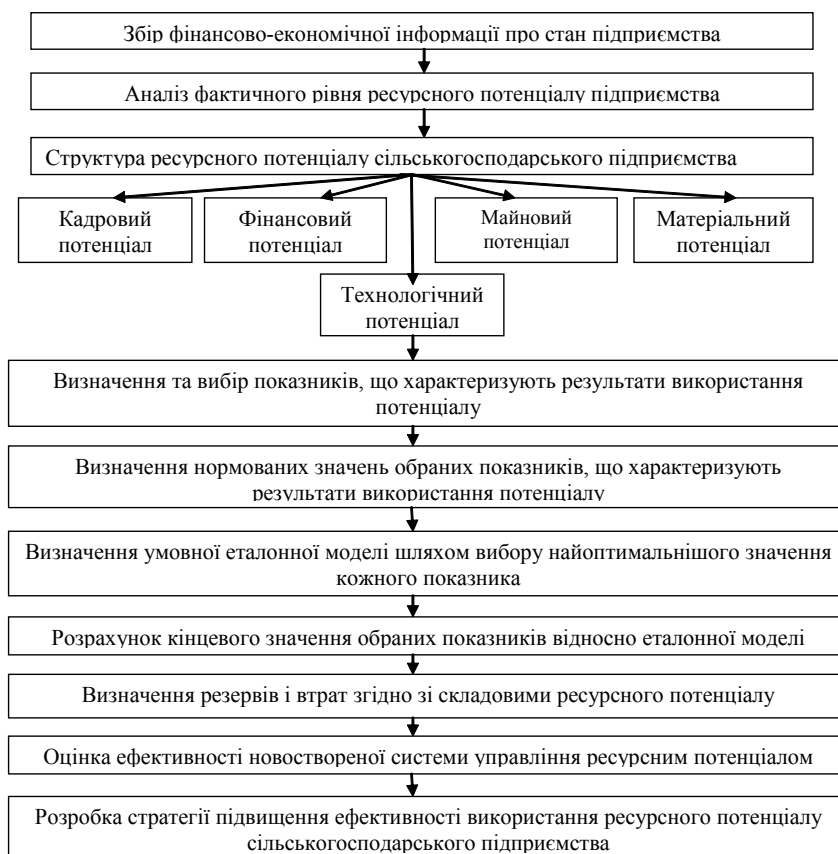 Збір фінансово-економічної інформації про стан підприємства
Аналіз фактичного рівня ресурсного потенціалу підприємства
Структура ресурсного потенціалу сільськогосподарського підприємства
Кадровий
потенціал
Фінансовий
потенціал
Майновий
потенціал
Матеріальний
потенціал
Технологічний
потенціал
Визначення та вибір показників, що характеризують результати використання
потенціалу
Визначення нормованих значень обраних показників, що характеризують
результати використання потенціалу
Визначення умовної еталонної моделі шляхом вибору найоптимальнішого значення
кожного показника
Розрахунок кінцевого значення обраних показників відносно еталонної моделі
Визначення резервів і втрат згідно зі складовими ресурсного потенціалу
Оцінка ефективності новоствореної системи управління ресурсним потенціалом
Розробка стратегії підвищення ефективності використання ресурсного потенціалу
сільськогосподарського підприємства